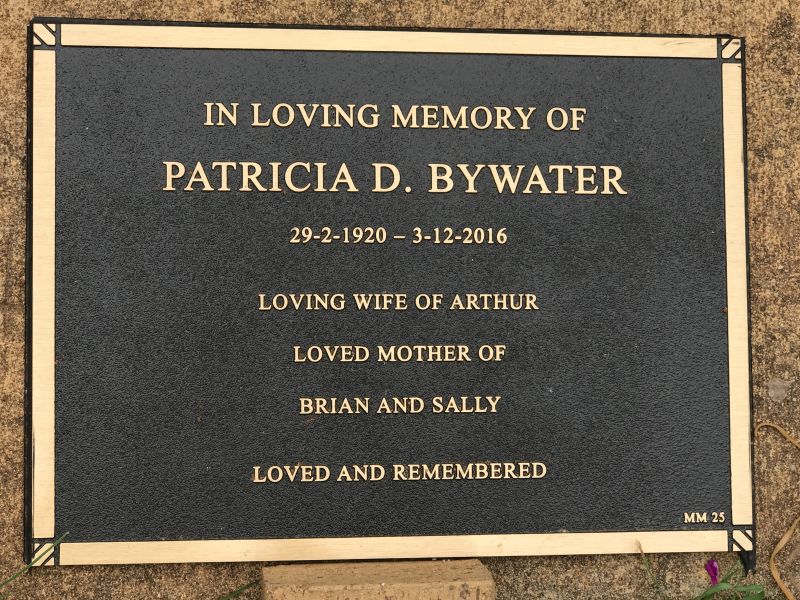 IN LOVING MEMORY OF
PATRICIA D. BYWATER
29-2-1920 – 3-12-2016
LOVING WIFE OF ARTHUR
LOVED MOTHER OF
BRIAN AND SALLY
LOVED AND REMEMBERED
MM 25